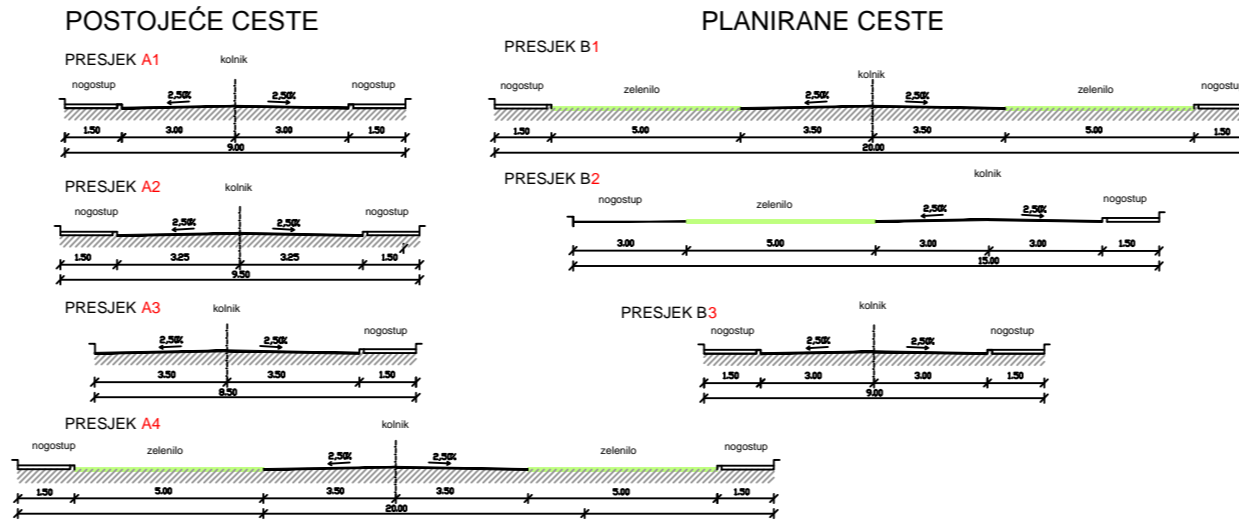 POSTOJEĆE CESTE
PRESJEK A1
kolnik
nogostup
nogostup
2,50% 2,50%
1.50 3.00 3.00 1.50
9.00
PRESJEK A2
kolnik
nogostup
nogostup
2,50% 2,50%
1.50 3.25 3.25 1.50
9.50
PRESJEK A3
kolnik
nogostup
2,50% 2,50%
3.50 3.50 1.50
8.50
PRESJEK A4
kolnik
nogostup
zelenilo
zelenilo
nogostup
2,50% 2,50%
1.50 5.00 3.50 3.50 5.00 1.50
20.00
PLANIRANE CESTE
PRESJEK B1
kolnik
nogostup
zelenilo
zelenilo
nogostup
2,50% 2,50%
1.50 5.00 3.50 3.50 5.00 1.50
20.00
PRESJEK B2
kolnik
nogostup
zelenilo
nogostup
2,50% 2,50%
3.00 5.00 3.00 3.00 1.50
15.00
PRESJEK B3
kolnik
nogostup
nogostup
2,50% 2,50%
1.50 3.00 3.00 1.50
9.00